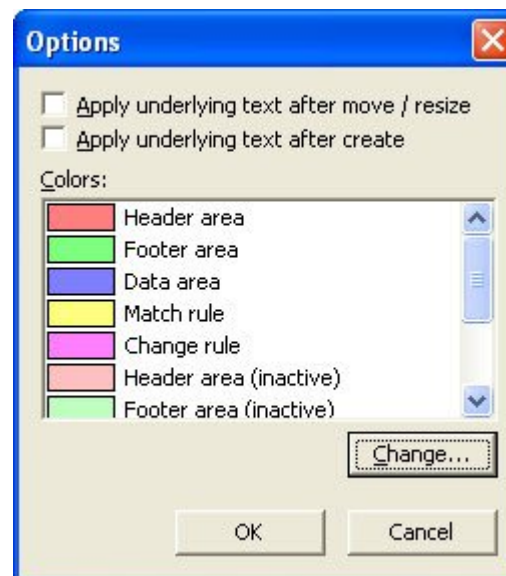 Options
Apply underlying text after move / resize
Apply underlying text after create
Colors:
Header area
Footer area
Data area
Match rule
Change rule
Header area (inactive)
Footer area (inactive)
Change...
OK Cancel